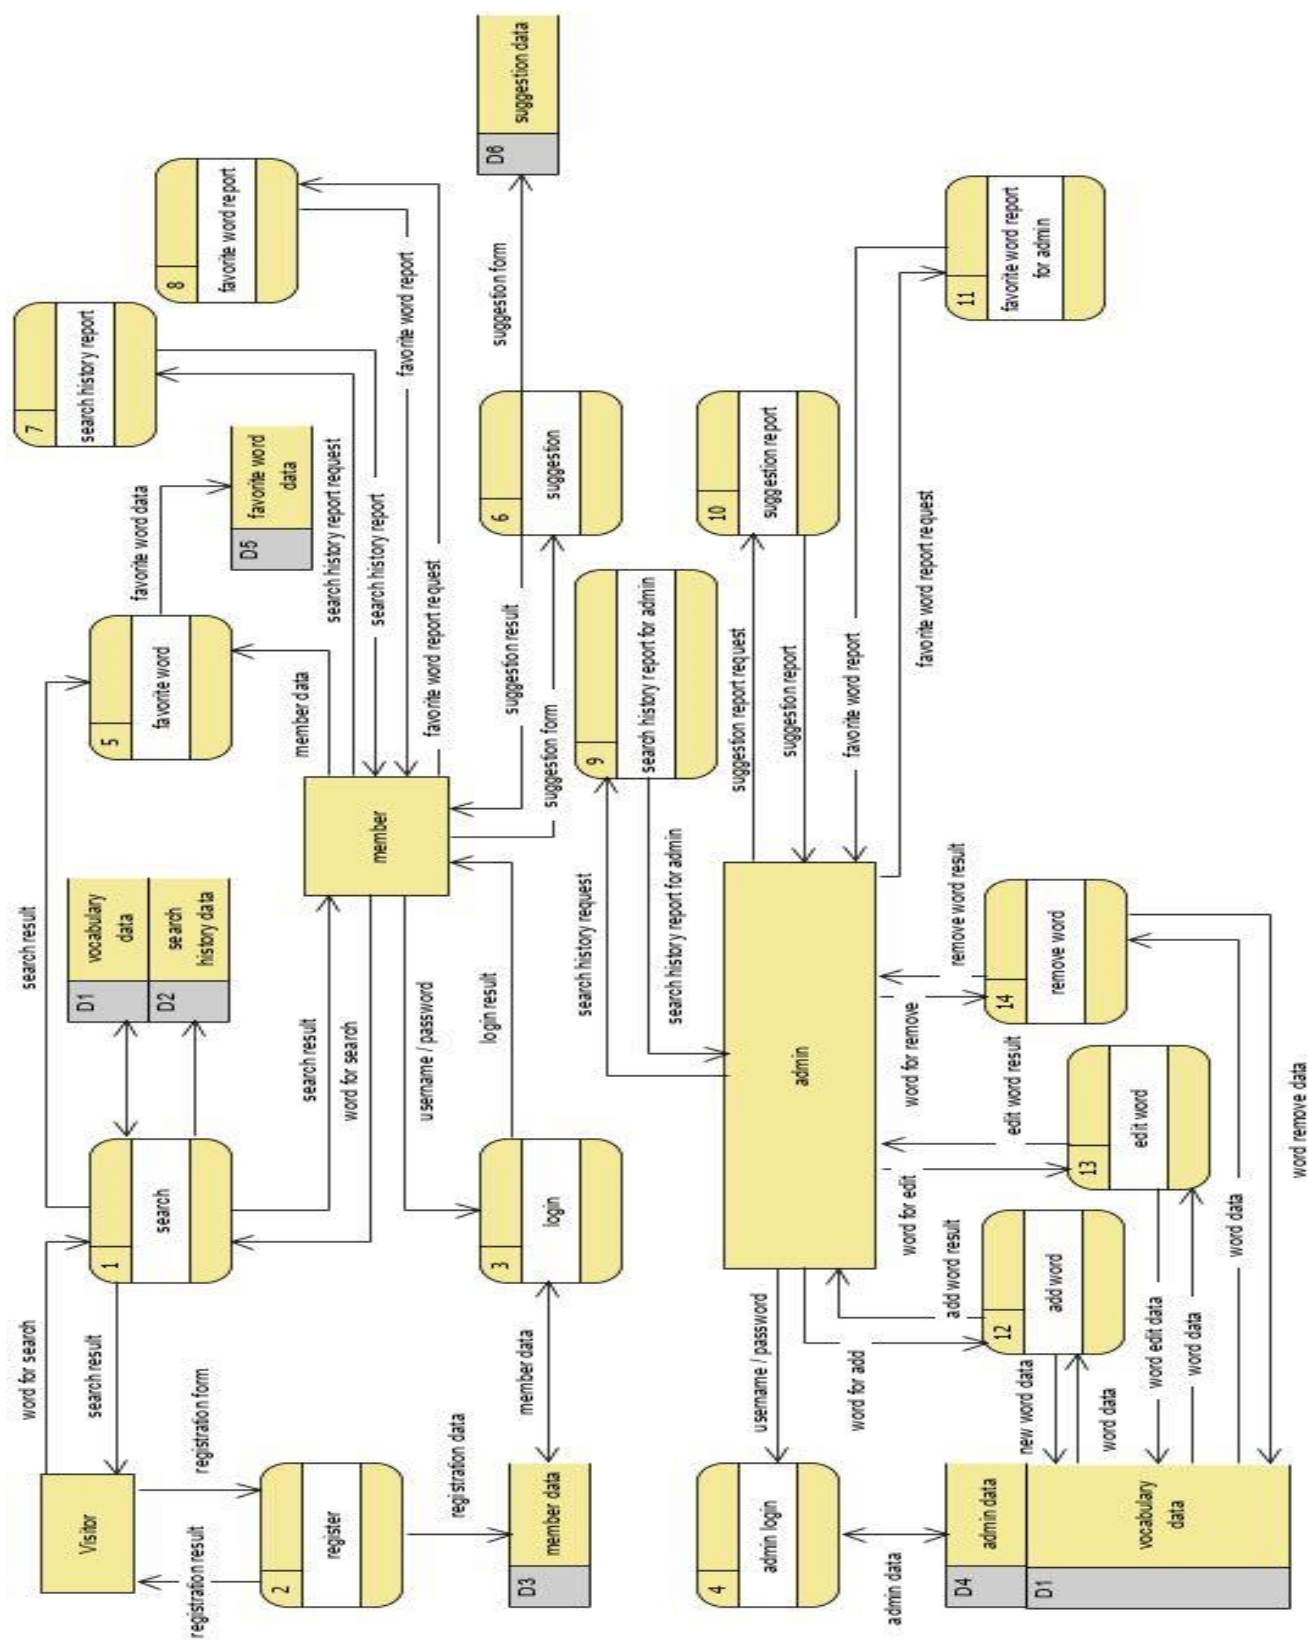 Visitor
word for search
search result
registration form
registration result
2
register
registration data
D3
member data
member data
1
search
search result
D1
vocabulary
data
D2
search
history data
search result
word for search
username / password
login result
3
login
member
member data
5
favorite word
favorite word data
D5
favorite word
data
search history report request
search history report
7
search history report
8
favorite word report
favorite word report
favorite word report request
suggestion result
suggestion form
6
suggestion
suggestion form
D6
suggestion data
4
admin login
admin data
D4
admin data
D1
vocabulary
data
username / password
word for add
add word result
12
add word
new word data
word data
admin
search history request
search history report for admin
9
search history report for admin
suggestion report request
suggestion report
10
suggestion report
favorite word report
favorite word report request
11
favorite word report
for admin
word for edit
edit word result
13
edit word
word edit data
word data
word for remove
remove word result
14
remove word
word data
word remove data